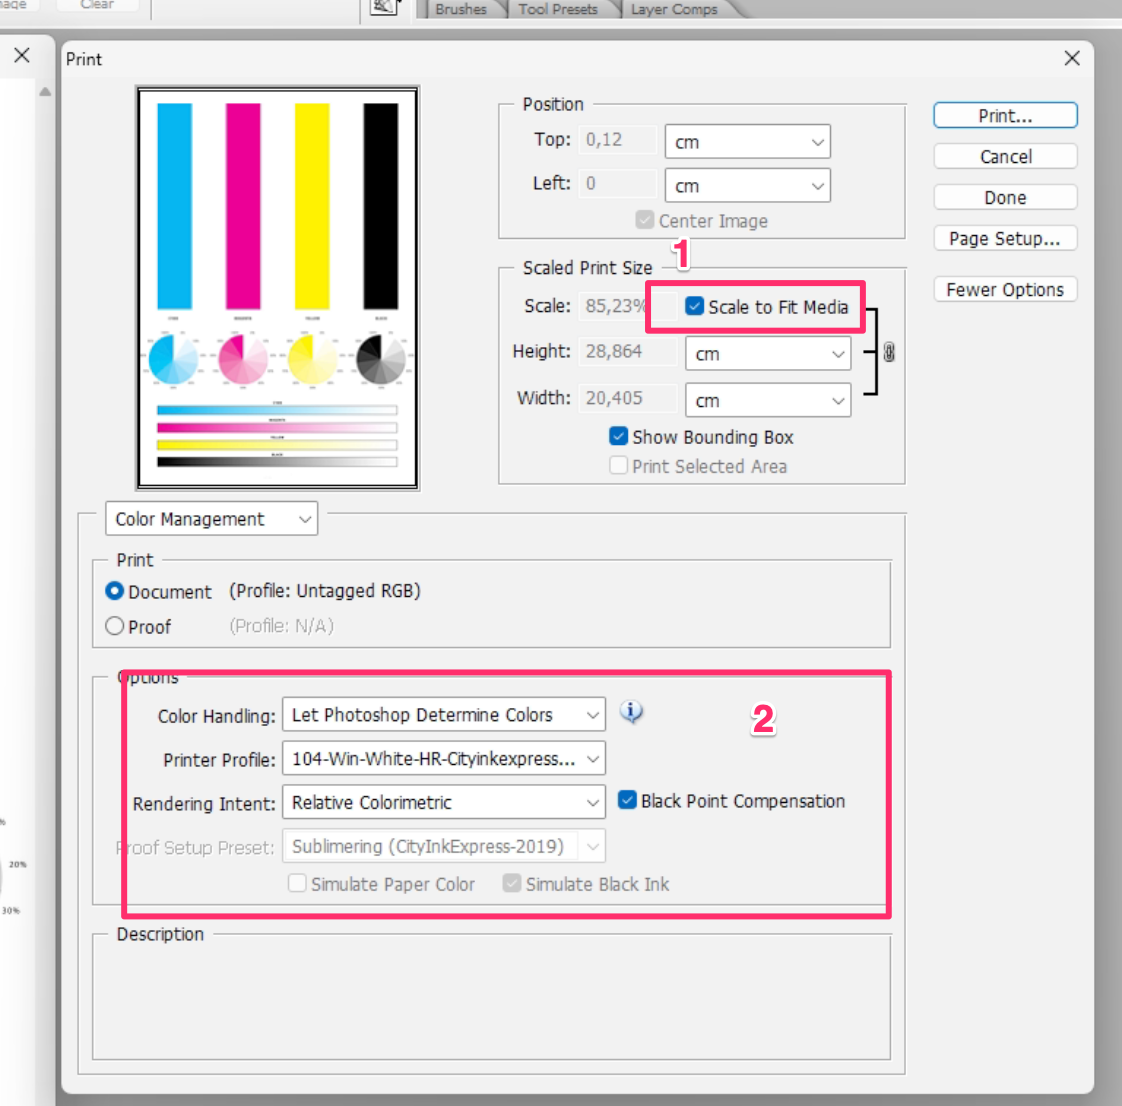 Clear
Brushes
Tool Presets
Layer Comps
Print
Position
Top: 0,12 cm
Left: 0 cm
Center Image
Print...
Cancel
Done
Page Setup...
Fewer Options
1
Scaled Print Size
Scale: 85,23% Scale to Fit Media
Height: 28,864 cm
Width: 20,405 cm
Show Bounding Box
Print Selected Area
Color Management
Print
Document (Profile: Untagged RGB)
Proof (Profile: N/A)
Options
2
Color Handling: Let Photoshop Determine Colors
Printer Profile: 104-Win-White-HR-Cityinkexpress...
Rendering Intent: Relative Colorimetric
Black Point Compensation
Proof Setup Preset: Sublimering (CityInkExpress-2019)
Simulate Paper Color
Simulate Black Ink
Description
20%
30%